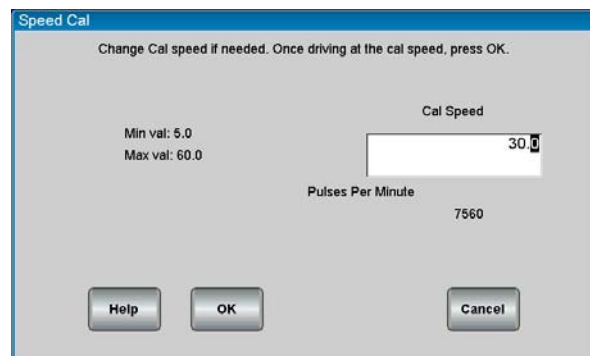 Speed Cal
Change Cal speed if needed. Once driving at the cal speed, press OK.
Cal Speed
Min val: 5.0
Max val: 60.0
30.0
Pulses Per Minute
7560
Help
OK
Cancel